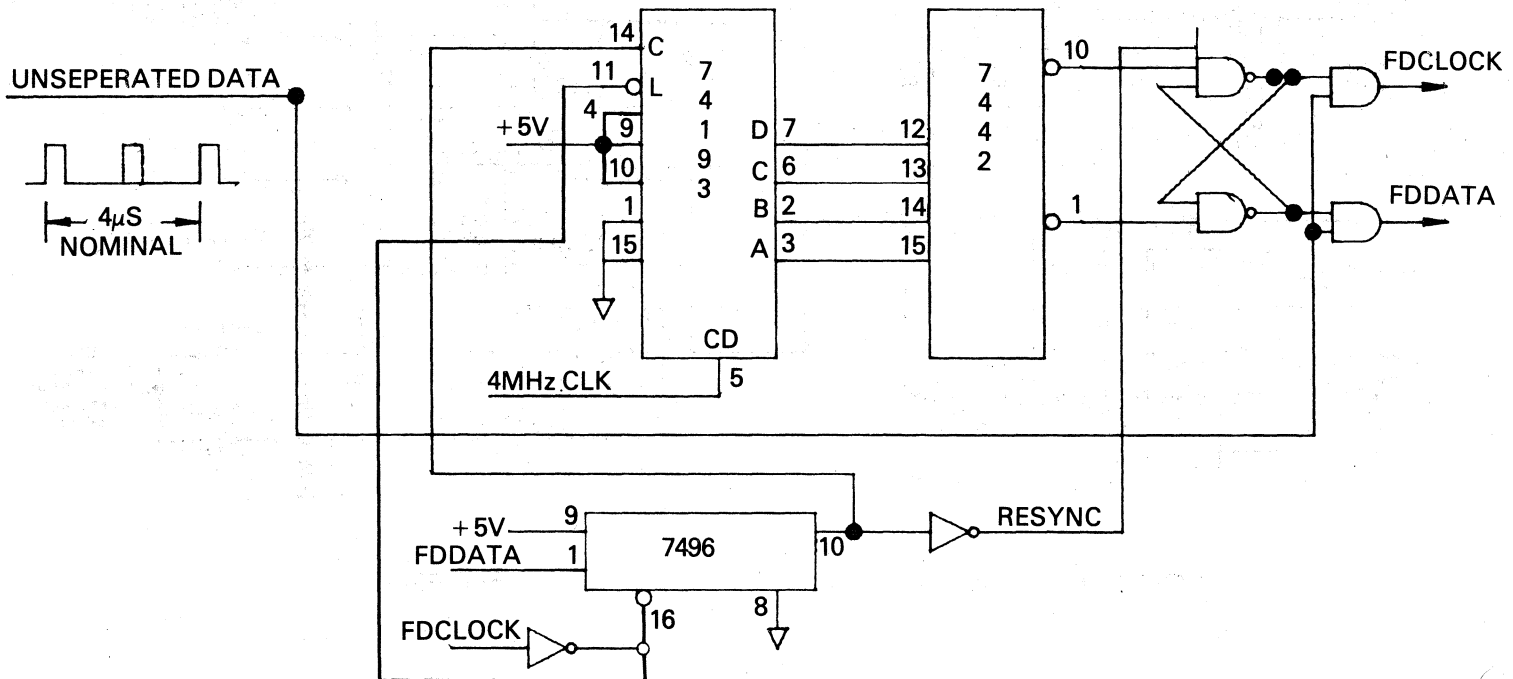 UNSEPERATED DATA
4μS
NOMINAL
+5V
14
C
11
L
4
9
10
1
15
7
4
1
9
3
D
7
C
6
B
2
A
3
CD
5
4MHz CLK
12
13
14
15
7
4
4
2
10
1
FDCLOCK
FDDATA
+5V
9
FDDATA
1
7496
10
RESYNC
16
8
FDCLOCK